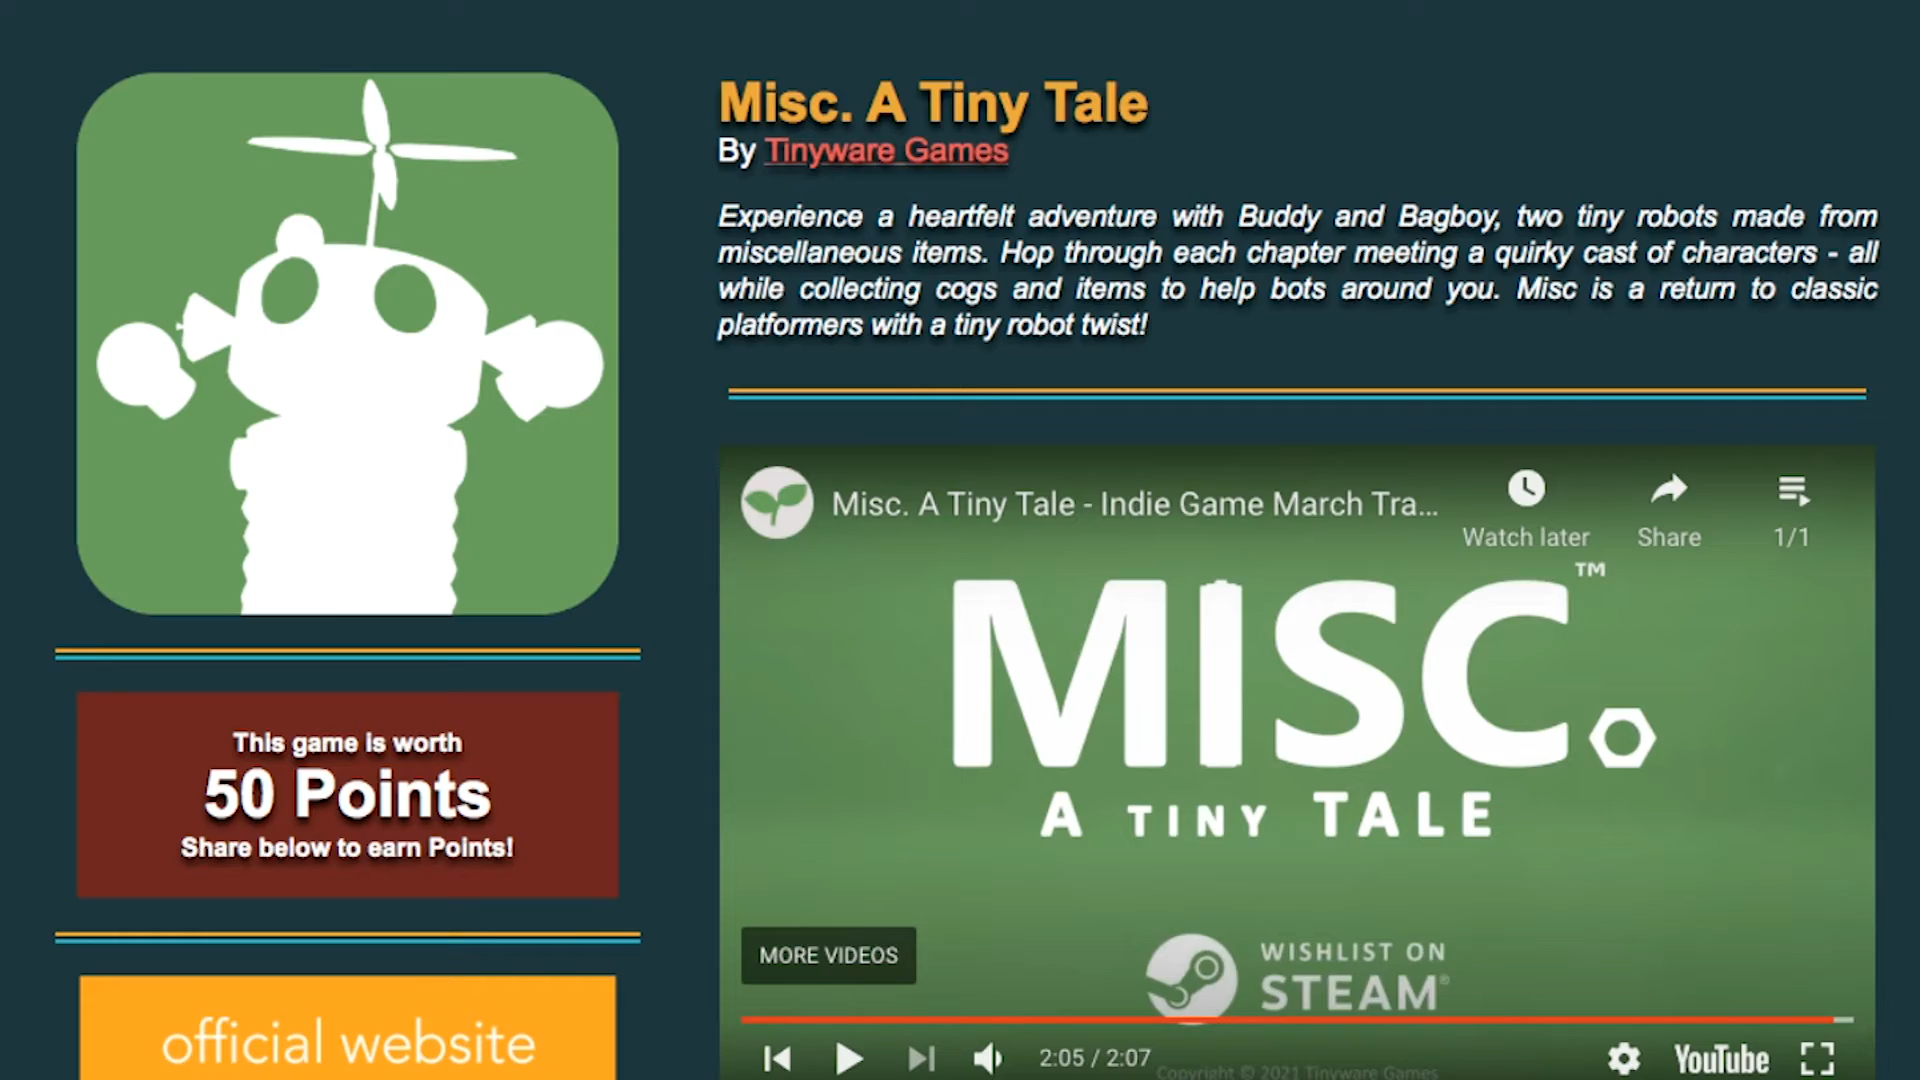 Misc. A Tiny Tale
By Tinyware Games
Experience a heartfelt adventure with Buddy and Bagboy, two tiny robots made from
miscellaneous items. Hop through each chapter meeting a quirky cast of characters - all
while collecting cogs and items to help bots around you. Misc is a return to classic
platformers with a tiny robot twist!
This game is worth
50 Points
Share below to earn Points!
official website
Misc. A Tiny Tale - Indie Game March Tra...
Watch later
Share
1/1
MISC.™
A TINY TALE
MORE VIDEOS
WISHLIST ON
STEAM®
2:05 / 2:07
YouTube
Copyright © 2021 Tinyware Games